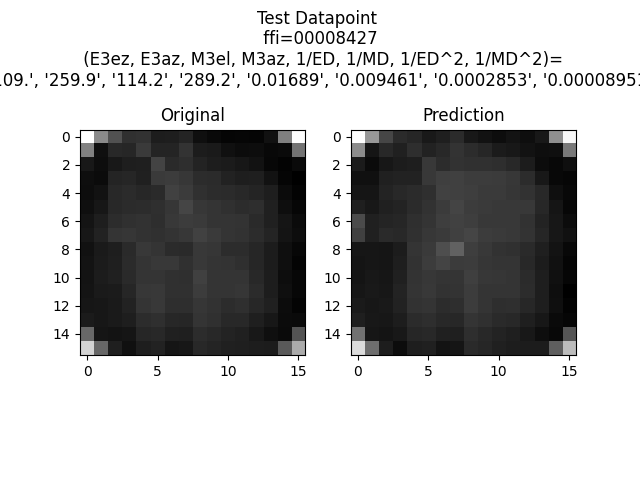 Test Datapoint
ffi=00008427
(E3ez, E3az, M3el, M3az, 1/ED, 1/MD, 1/ED^2, 1/MD^2)=
09.', '259.9', '114.2', '289.2', '0.01689', '0.009461', '0.0002853', '0.00008951
Original Prediction
0 0
2 2
4 4
6 6
8 8
10 10
12 12
14 14
0 5 10 15 0 5 10 15